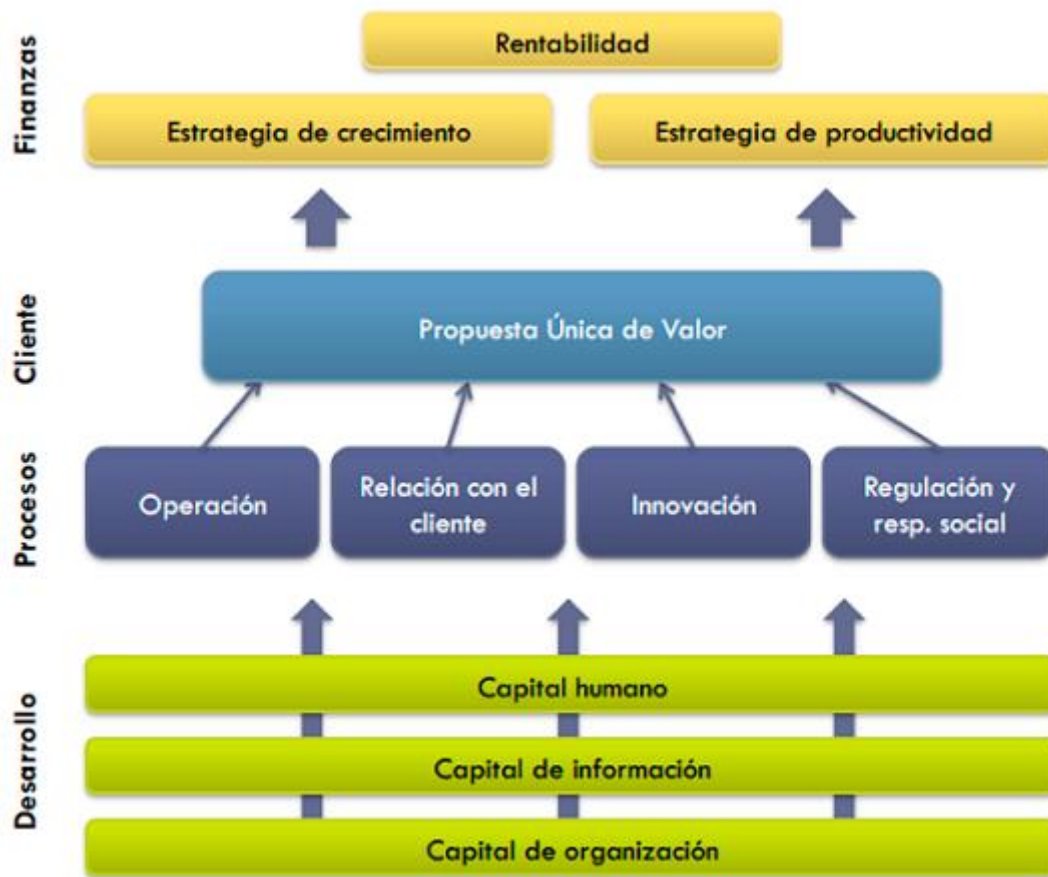 Finanzas
Rentabilidad
Estrategia de crecimiento
Estrategia de productividad
Cliente
Propuesta Única de Valor
Procesos
Operación
Relación con el
cliente
Innovación
Regulación y
resp. social
Desarrollo
Capital humano
Capital de información
Capital de organización